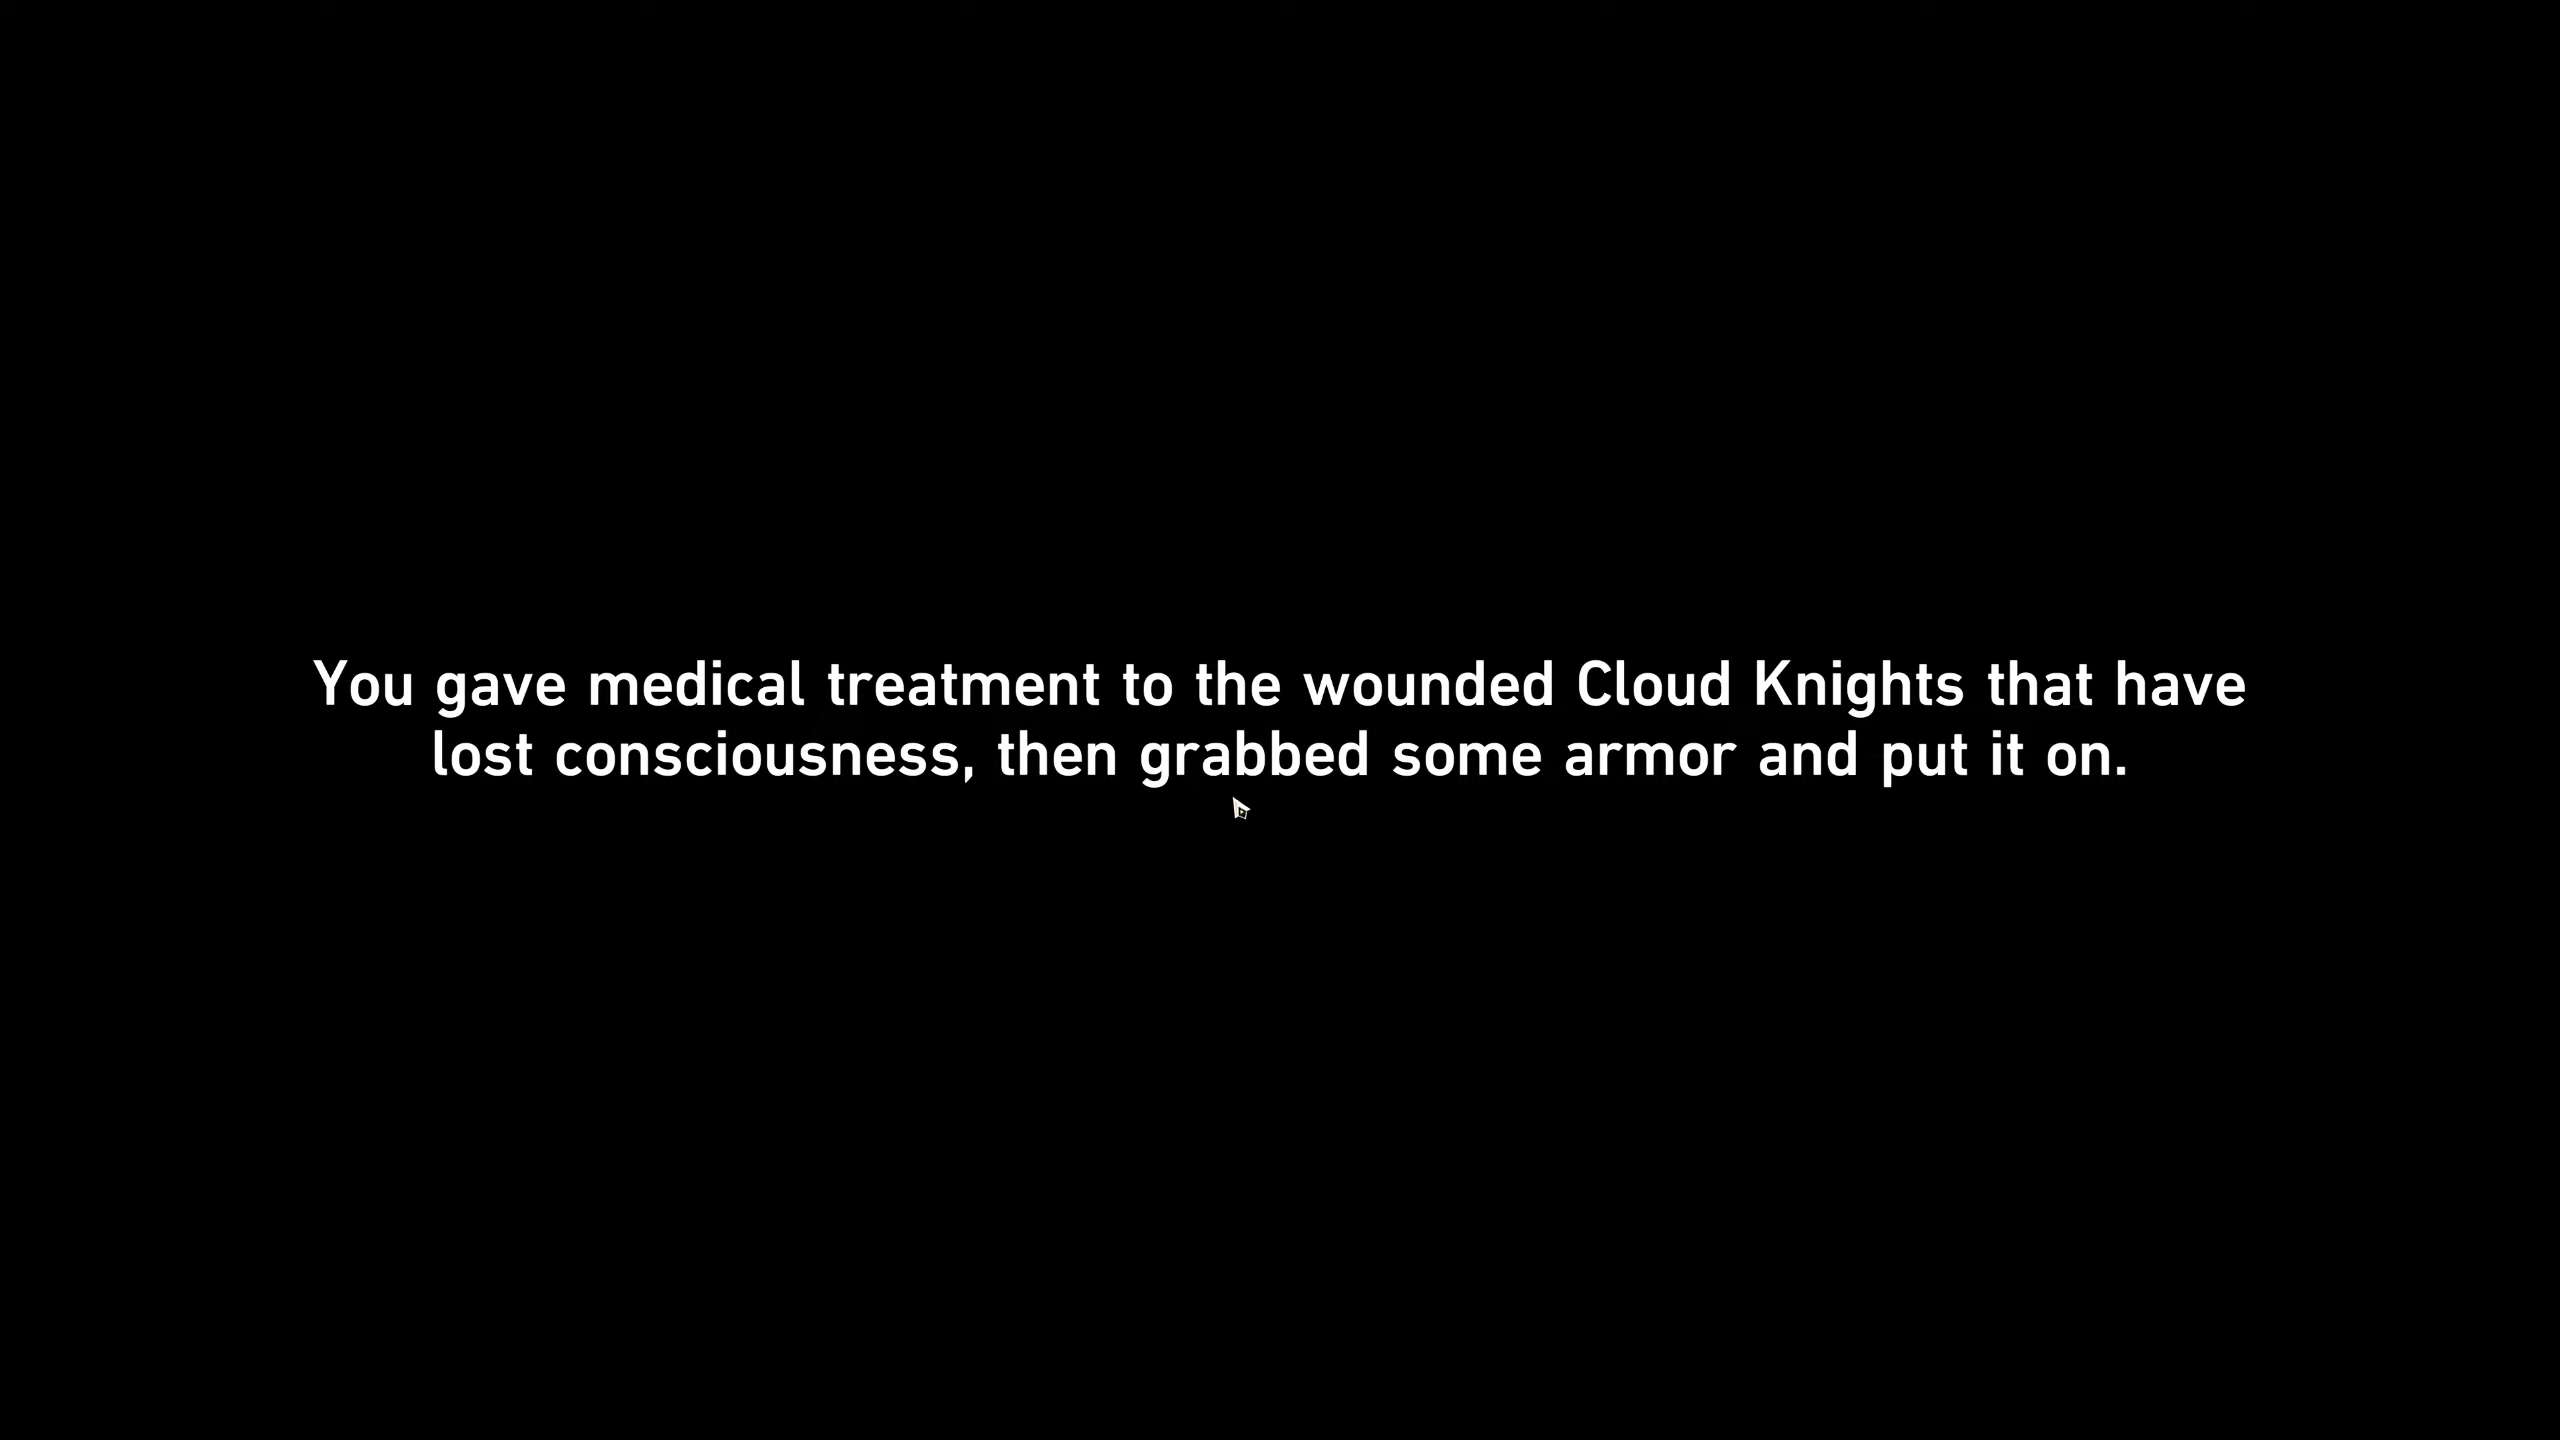 You gave medical treatment to the wounded Cloud Knights that have
lost consciousness, then grabbed some armor and put it on.